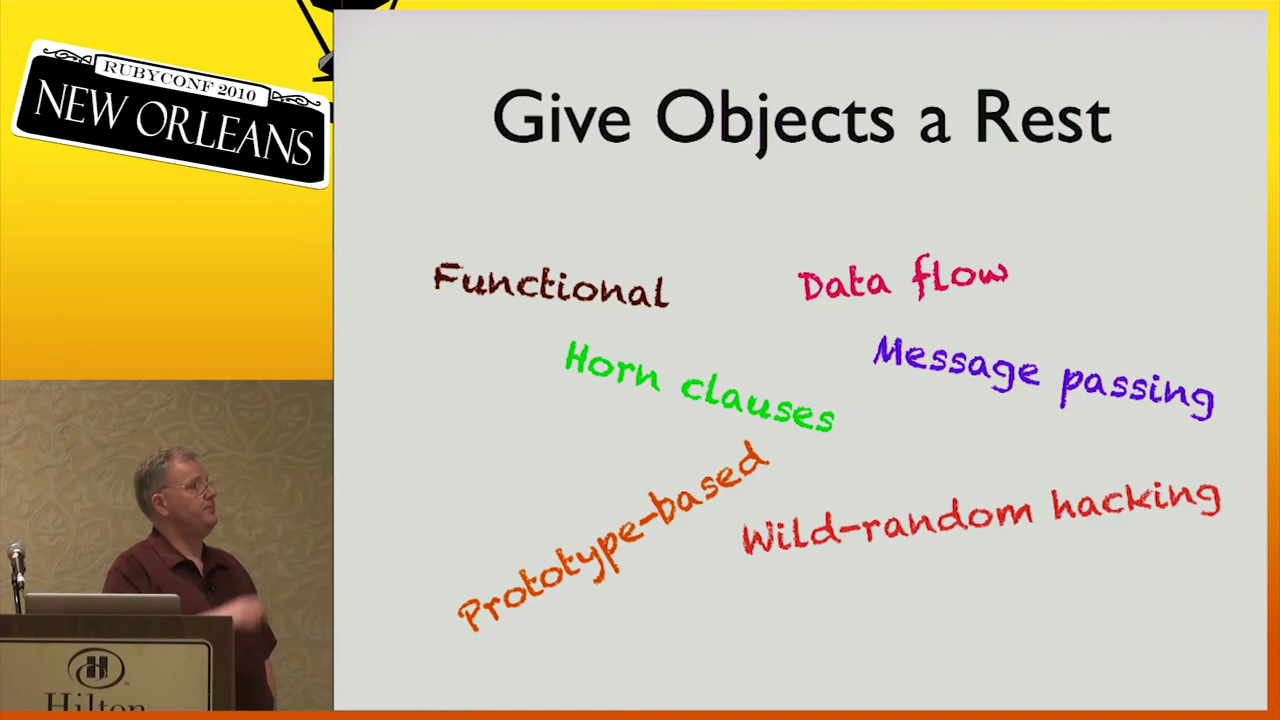 RUBYCONF 2010
NEW ORLEANS
Give Objects a Rest
Functional
Data flow
Horn clauses
Message passing
Prototype-based
Wild-random hacking
Hilton